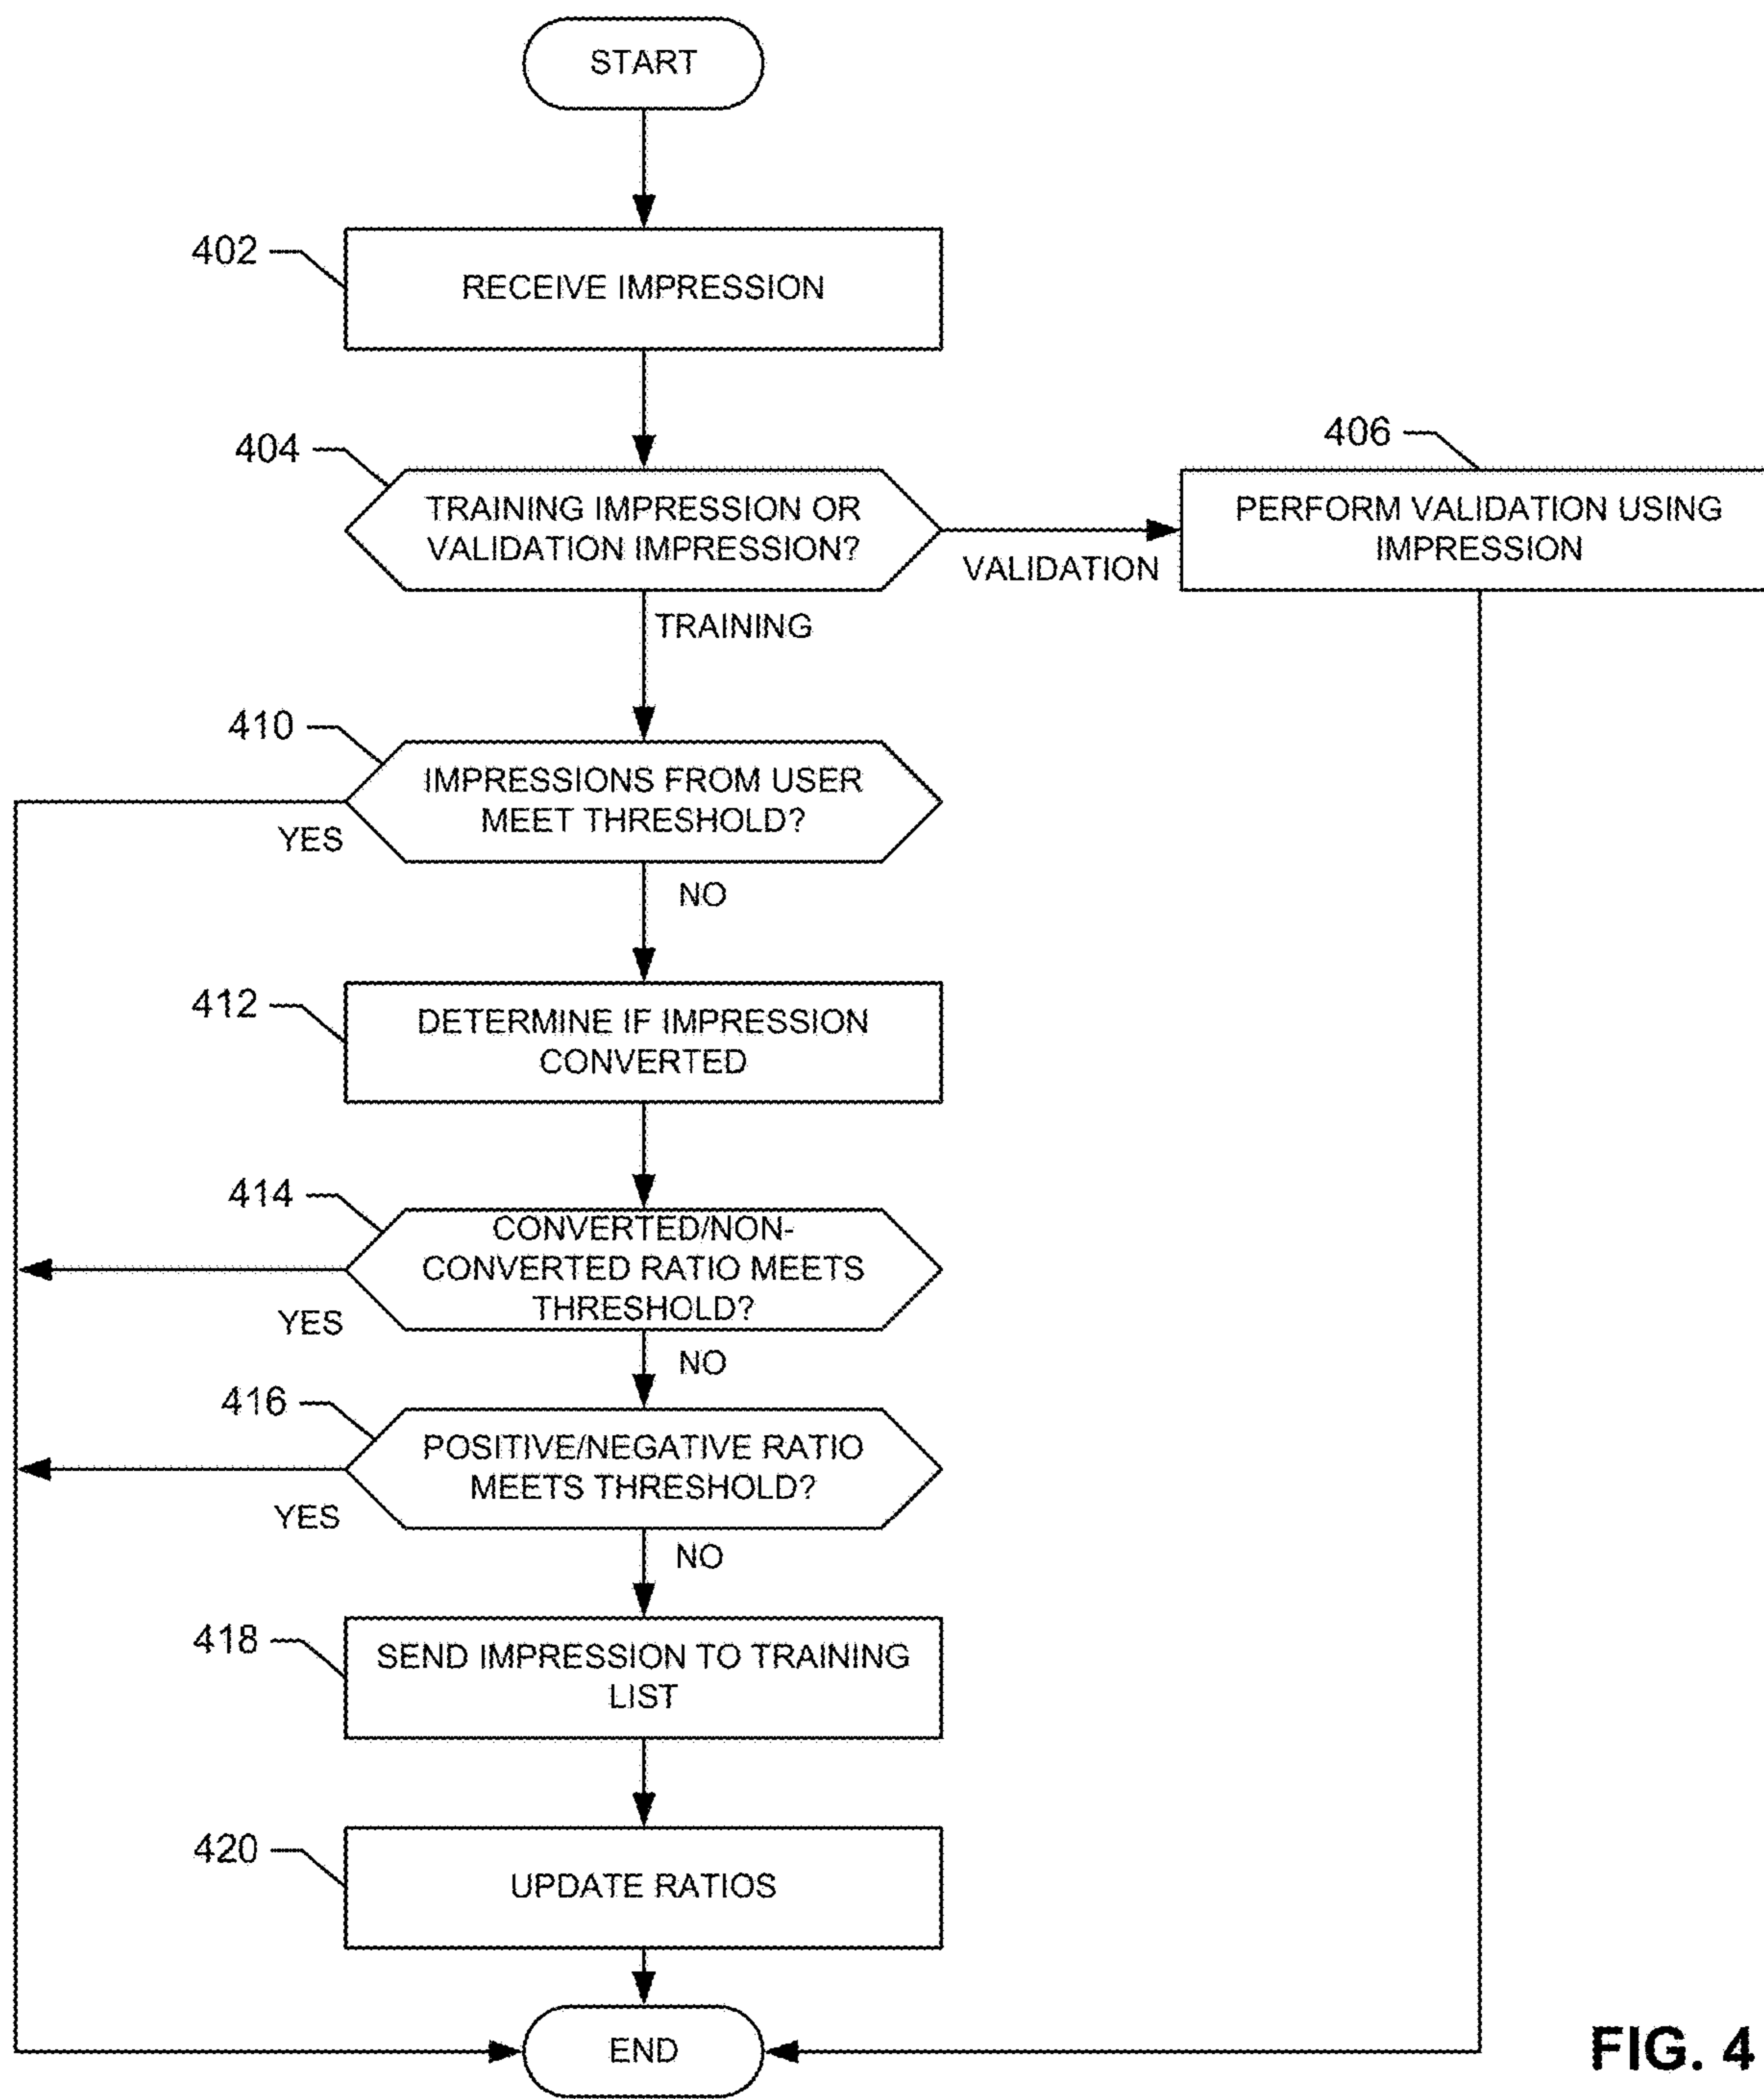 START
402
RECEIVE IMPRESSION
404
TRAINING IMPRESSION OR
VALIDATION IMPRESSION?
VALIDATION
406
PERFORM VALIDATION USING
IMPRESSION
TRAINING
410
IMPRESSIONS FROM USER
MEET THRESHOLD?
YES
NO
412
DETERMINE IF IMPRESSION
CONVERTED
414
CONVERTED/NON-
CONVERTED RATIO MEETS
THRESHOLD?
YES
NO
416
POSITIVE/NEGATIVE RATIO
MEETS THRESHOLD?
YES
NO
418
SEND IMPRESSION TO TRAINING
LIST
420
UPDATE RATIOS
END
FIG. 4